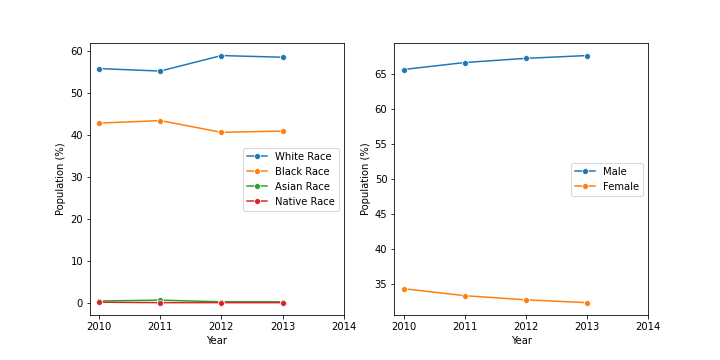 60
50
40
30
20
10
0
Population (%)
2010 2011 2012 2013 2014
Year
White Race
Black Race
Asian Race
Native Race
65
60
55
50
45
40
35
Population (%)
2010 2011 2012 2013 2014
Year
Male
Female